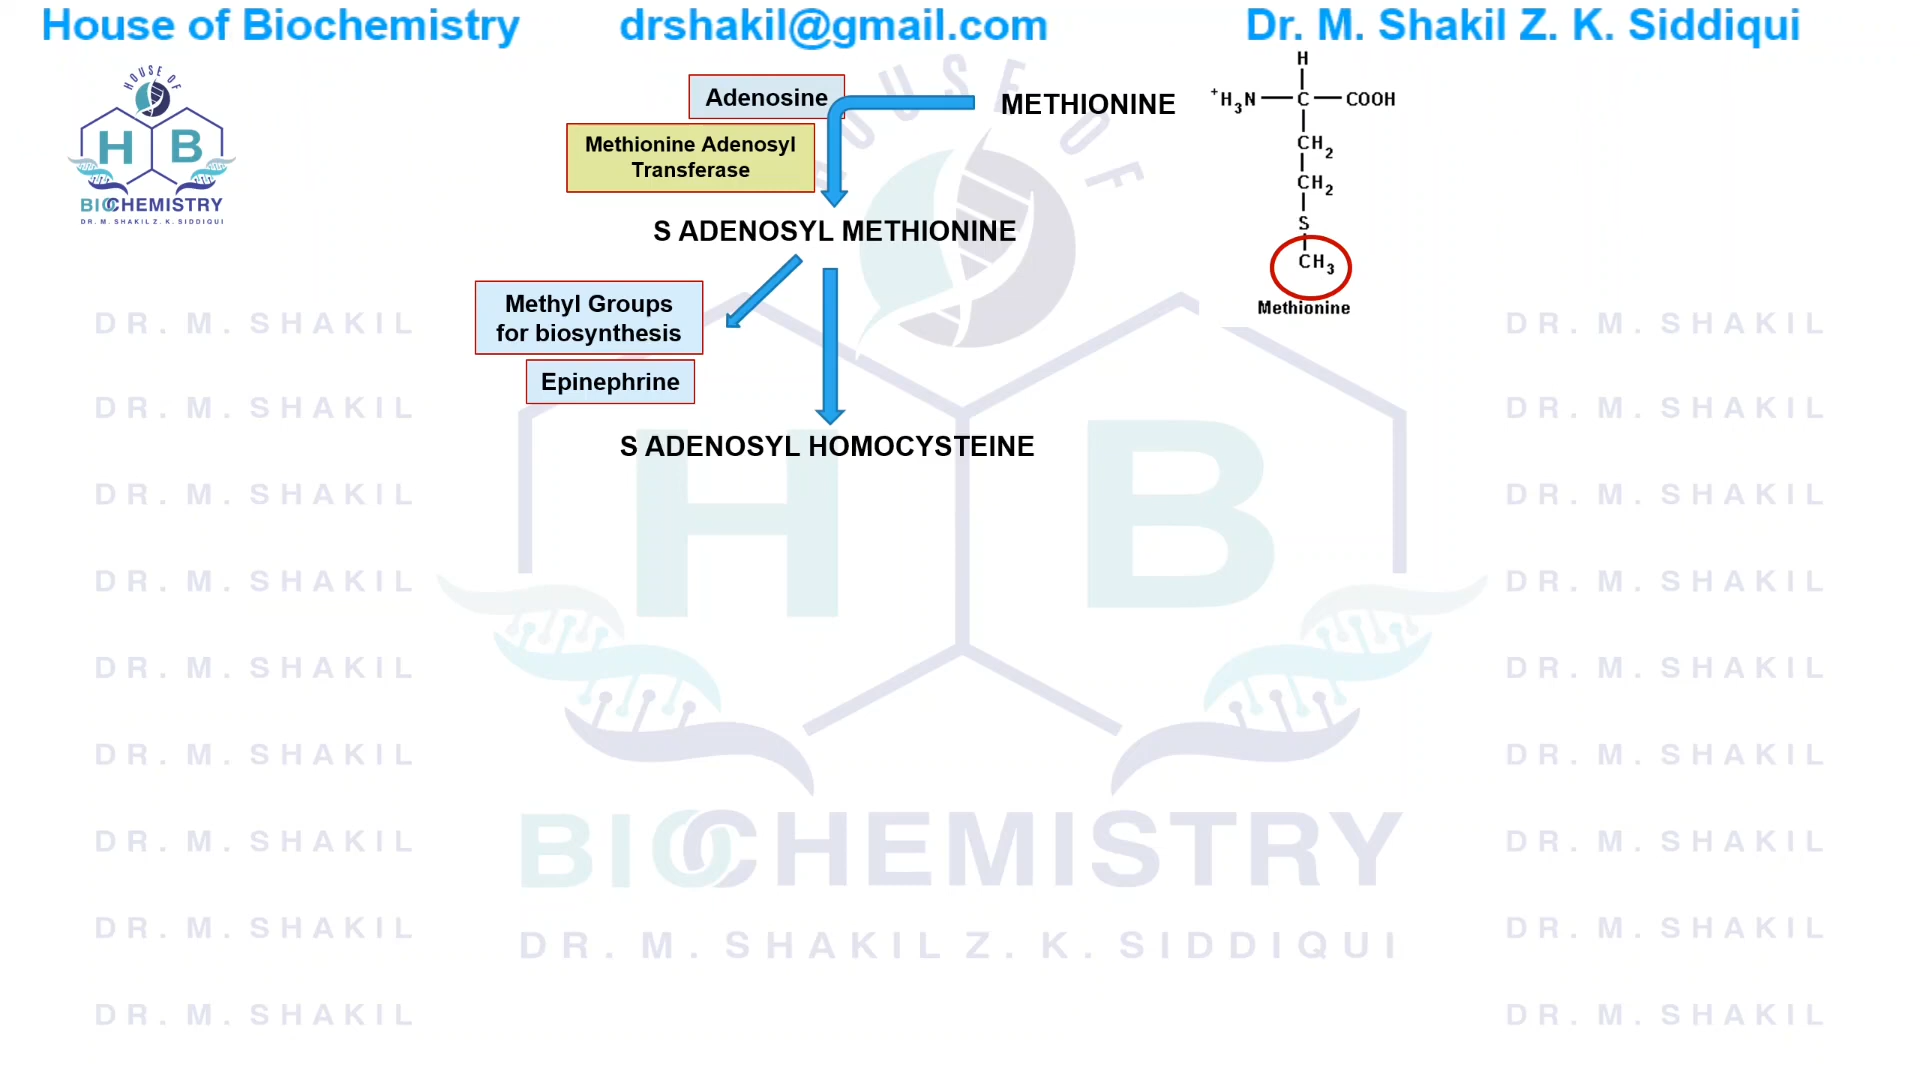 House of Biochemistry drshakil@gmail.com Dr. M. Shakil Z. K. Siddiqui
HOUSE OF
H B
BIOCHEMISTRY
DR. M. SHAKIL Z. K. SIDDIQUI
Adenosine
METHIONINE
Methionine Adenosyl
Transferase
S ADENOSYL METHIONINE
Methyl Groups
for biosynthesis
Epinephrine
S ADENOSYL HOMOCYSTEINE
H
+H3N C COOH
CH2
CH2
S
CH3
Methionine
HOUSE OF
H B
BIOCHEMISTRY
DR. M. SHAKIL Z. K. SIDDIQUI
DR. M. SHAKIL DR. M. SHAKIL
DR. M. SHAKIL DR. M. SHAKIL
DR. M. SHAKIL DR. M. SHAKIL
DR. M. SHAKIL DR. M. SHAKIL
DR. M. SHAKIL DR. M. SHAKIL
DR. M. SHAKIL DR. M. SHAKIL
DR. M. SHAKIL DR. M. SHAKIL
DR. M. SHAKIL DR. M. SHAKIL
DR. M. SHAKIL DR. M. SHAKIL